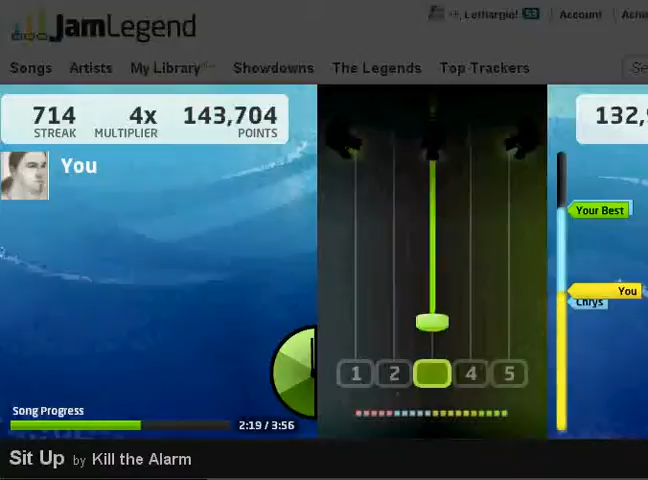 JamLegend
Lethargie! 53 Account
Songs Artists My Library Showdowns The Legends Top Trackers
714 4x 143,704
STREAK MULTIPLIER POINTS
132,
You
Your Best
You
Chrys
1 2 4 5
Song Progress
2:19 / 3:56
Sit Up by Kill the Alarm